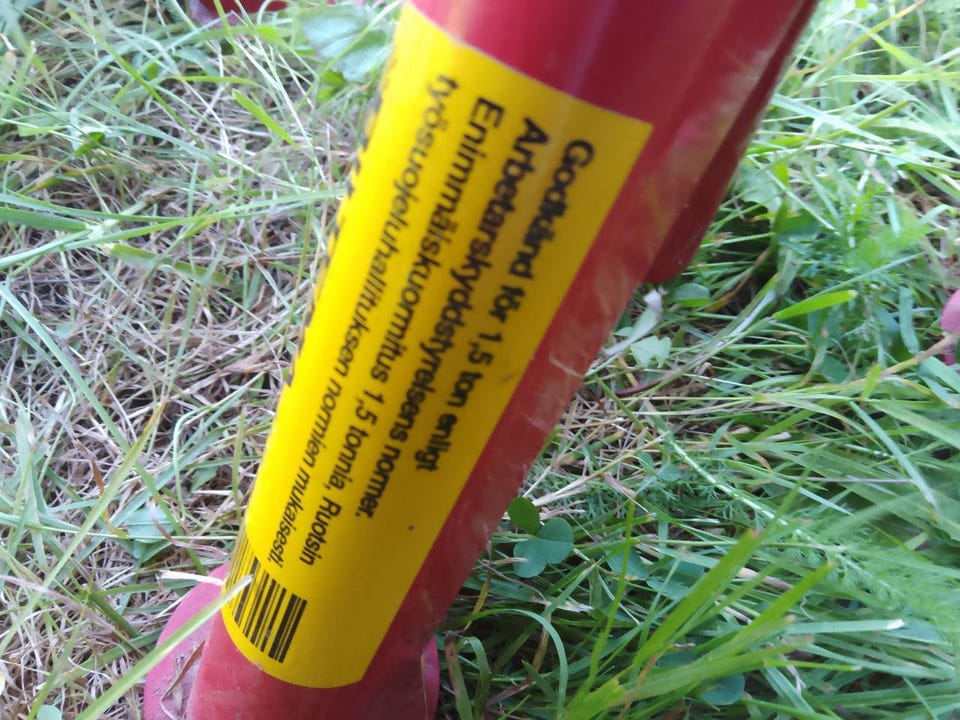 Godkänd för 1,5 ton enligt
Arbetarskyddsstyrelsens normer.
Enimmäiskuormitus 1,5 tonnia, Ruotsin
työsuojeluhallituksen normien mukaisesti.